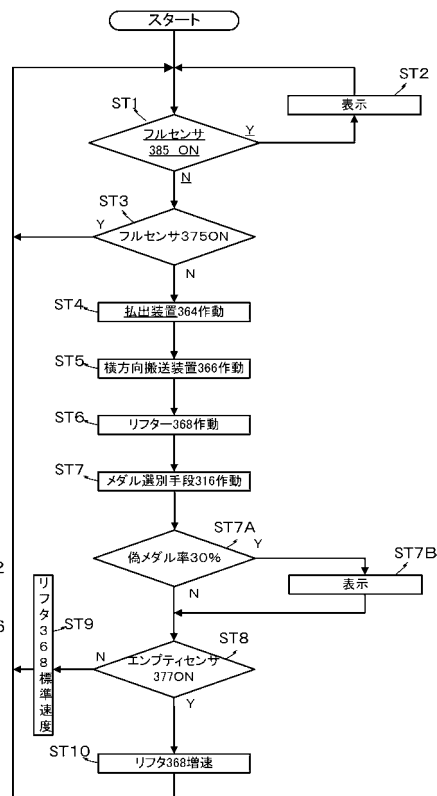 スタート
ST1
ST2
表示
フルセンサ
385 ON
Y
N
ST3
Y
フルセンサ375ON
N
ST4
払出装置364作動
ST5
横方向搬送装置366作動
ST6
リフター368作動
ST7
メダル選別手段316作動
ST7A
偽メダル率30%
Y
ST7B
表示
N
2
6
ST9
リフタ368標準速度
ST8
N
エンプティセンサ
377ON
Y
ST10
リフタ368増速